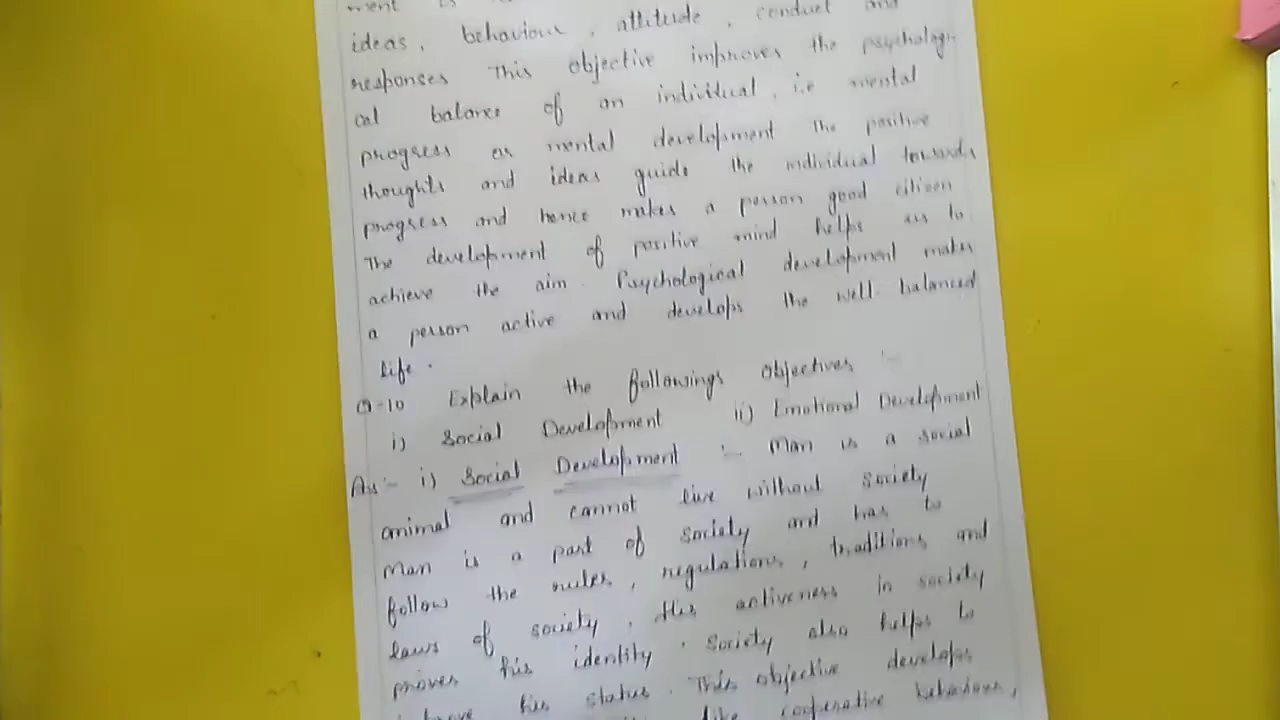 ment is
ideas, behaviour, attitude, conduct and
responses This objective improves the psychologi-
cal balance of an individual, i.e mental
progress or mental development The positive
thoughts and ideas guide the individual towards
progress and hence makes a person good citizen
The development of positive mind helps us to
achieve the aim. Psychological development makes
a person active and develops the well-balanced
life.
Q-10 Explain the followings objectives :-
i) Social Development ii) Emotional Development
As:- i) Social Development :- Man is a social
animal and cannot live without society
Man is a part of society and has to
follow the rules, regulations, traditions and
laws of society. His activeness in society
proves his identity. Society also helps to
his status. This objective develops
like cooperative behaviour,